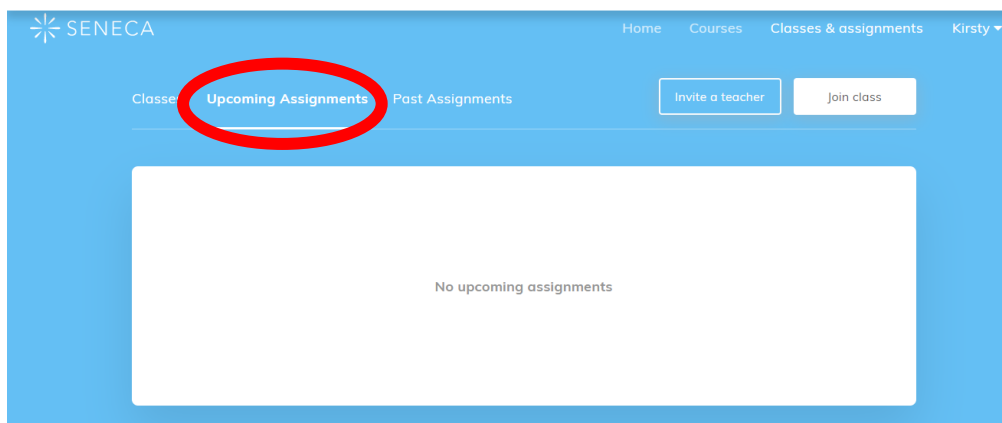 SENECA Home Courses Classes & assignments Kirsty
Classes Upcoming Assignments Past Assignments Invite a teacher Join class
No upcoming assignments